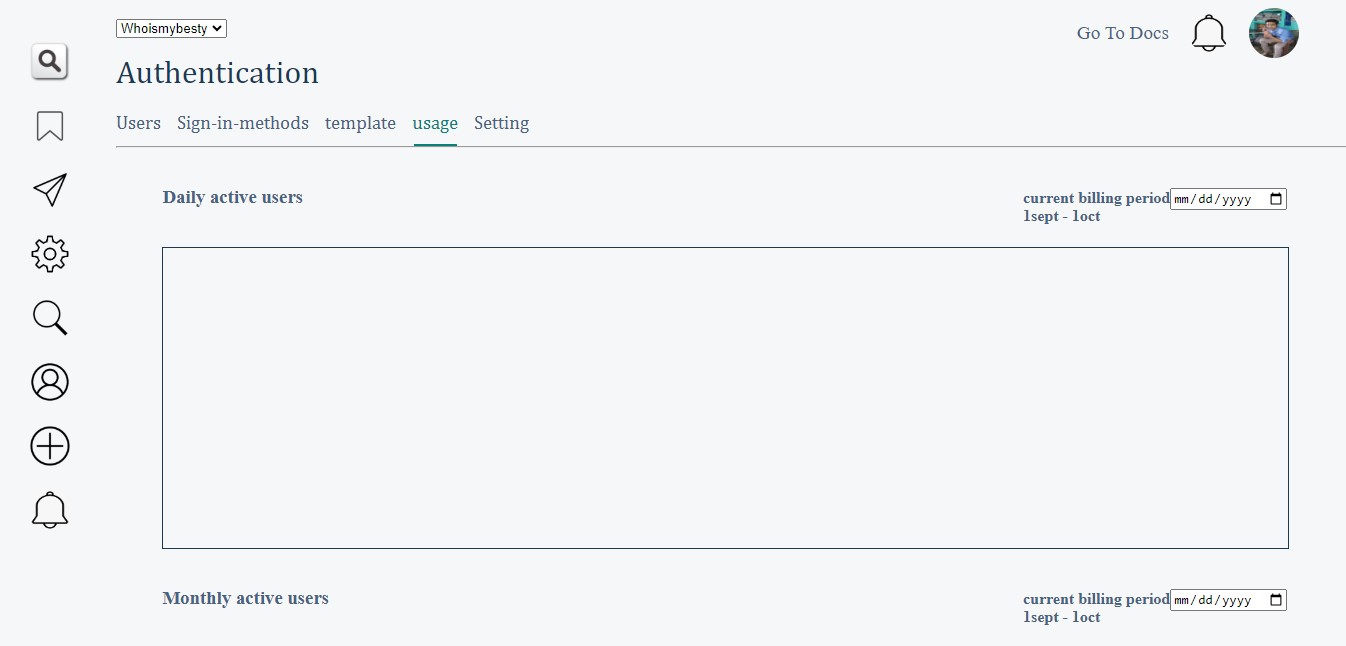 Whoismybesty
Go To Docs
Authentication
Users Sign-in-methods template usage Setting
Daily active users
current billing period mm/dd/yyyy
1sept - 1oct
Monthly active users
current billing period mm/dd/yyyy
1sept - 1oct